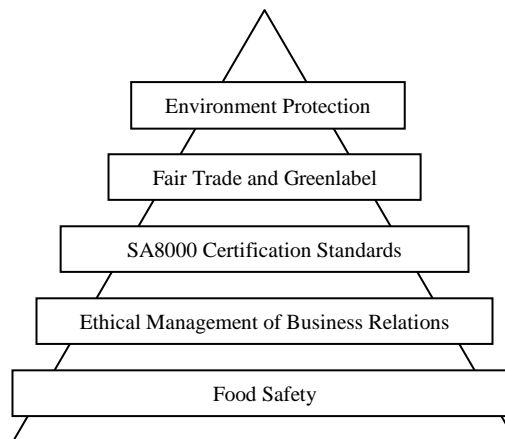 Environment Protection
Fair Trade and Greenlabel
SA8000 Certification Standards
Ethical Management of Business Relations
Food Safety